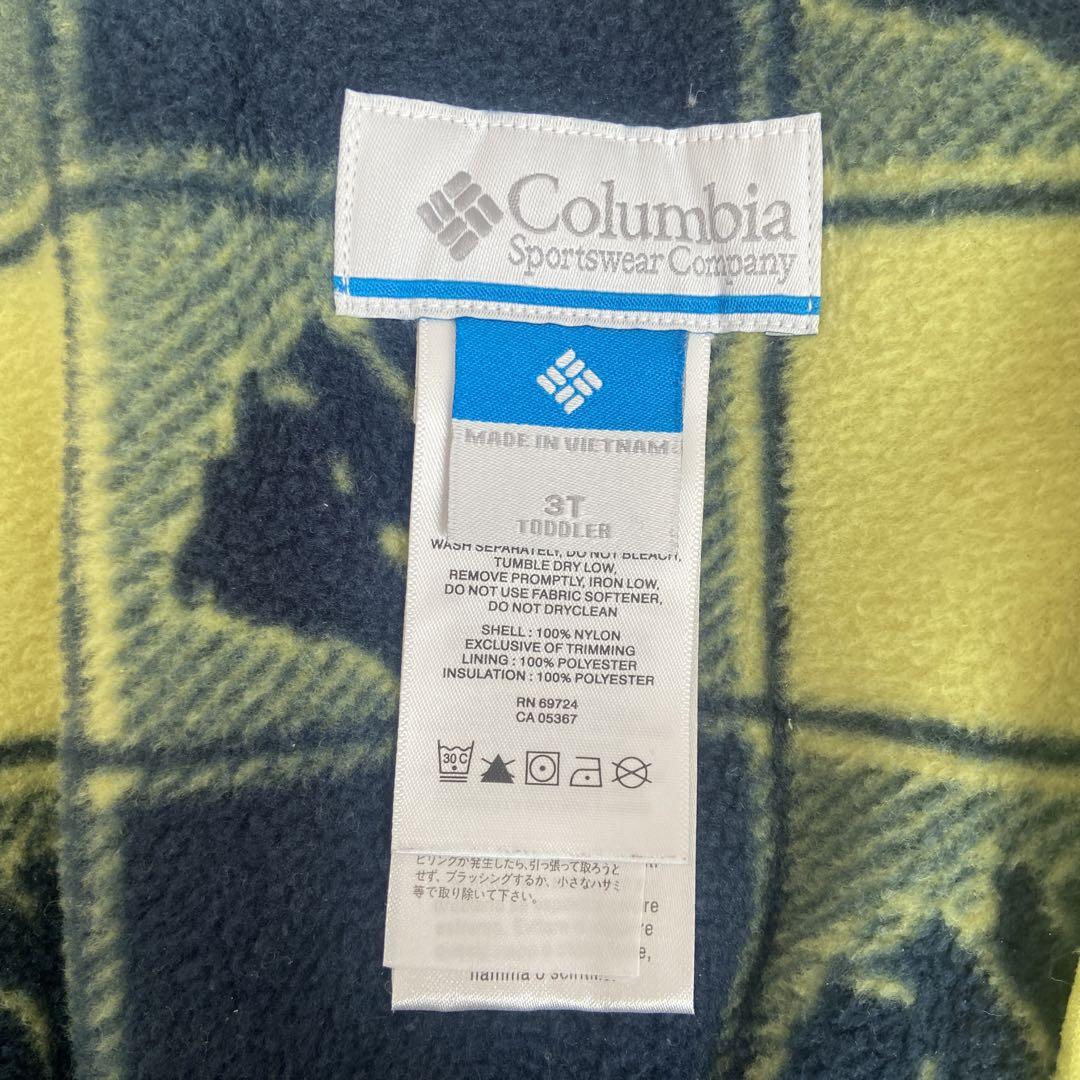 Columbia
Sportswear Company
MADE IN VIETNAM
3T
TODDLER
WASH SEPARATELY, DO NOT BLEACH,
TUMBLE DRY LOW,
REMOVE PROMPTLY, IRON LOW,
DO NOT USE FABRIC SOFTENER,
DO NOT DRYCLEAN
SHELL : 100% NYLON
EXCLUSIVE OF TRIMMING
LINING : 100% POLYESTER
INSULATION : 100% POLYESTER
RN 69724
CA 05367
30 C
ピリングが発生したら、引っ張って取ろうと
せず、ブラッシングするか、小さなハサミ
等で取り除いて下さい。
re
re
e,